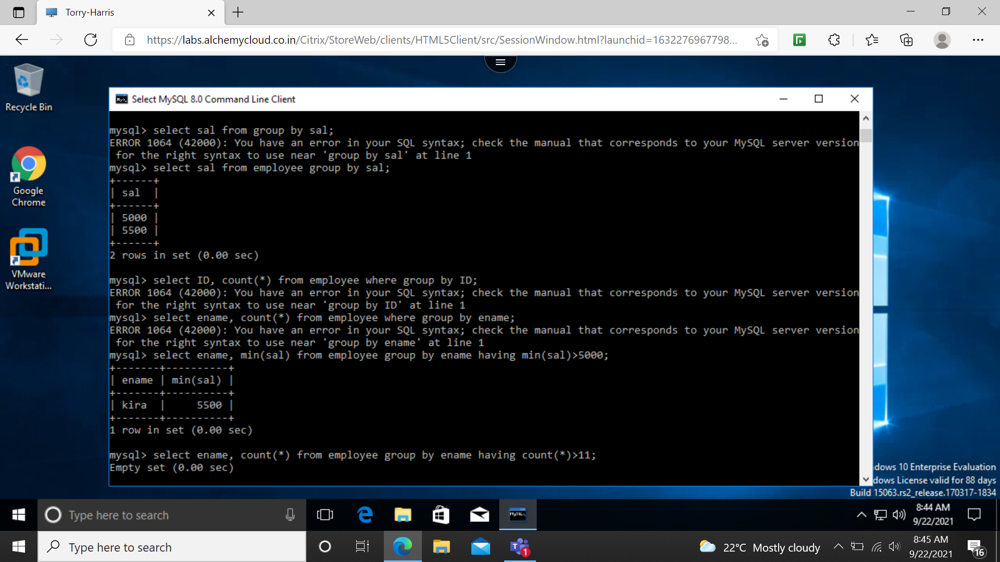 Torry-Harris
https://labs.alchemycloud.co.in/Citrix/StoreWeb/clients/HTML5Client/src/SessionWindow.html?launchid=1632276967798...
Recycle Bin
Google
Chrome
VMware
Workstati...
Select MySQL 8.0 Command Line Client
mysql> select sal from group by sal;
ERROR 1064 (42000): You have an error in your SQL syntax; check the manual that corresponds to your MySQL server version
for the right syntax to use near 'group by sal' at line 1
mysql> select sal from employee group by sal;
+------+
| sal  |
+------+
| 5000 |
| 5500 |
+------+
2 rows in set (0.00 sec)
mysql> select ID, count(*) from employee where group by ID;
ERROR 1064 (42000): You have an error in your SQL syntax; check the manual that corresponds to your MySQL server version
for the right syntax to use near 'group by ID' at line 1
mysql> select ename, count(*) from employee where group by ename;
ERROR 1064 (42000): You have an error in your SQL syntax; check the manual that corresponds to your MySQL server version
for the right syntax to use near 'group by ename' at line 1
mysql> select ename, min(sal) from employee group by ename having min(sal)>5000;
+-------+----------+
| ename | min(sal) |
+-------+----------+
| kira  |     5500 |
+-------+----------+
1 row in set (0.00 sec)
mysql> select ename, count(*) from employee group by ename having count(*)>11;
Empty set (0.00 sec)
dows 10 Enterprise Evaluation
dows License valid for 88 days
Build 15063.rs2_release.170317-1834
Type here to search
8:44 AM
9/22/2021
Type here to search
1
22°C Mostly cloudy
8:45 AM
9/22/2021
16